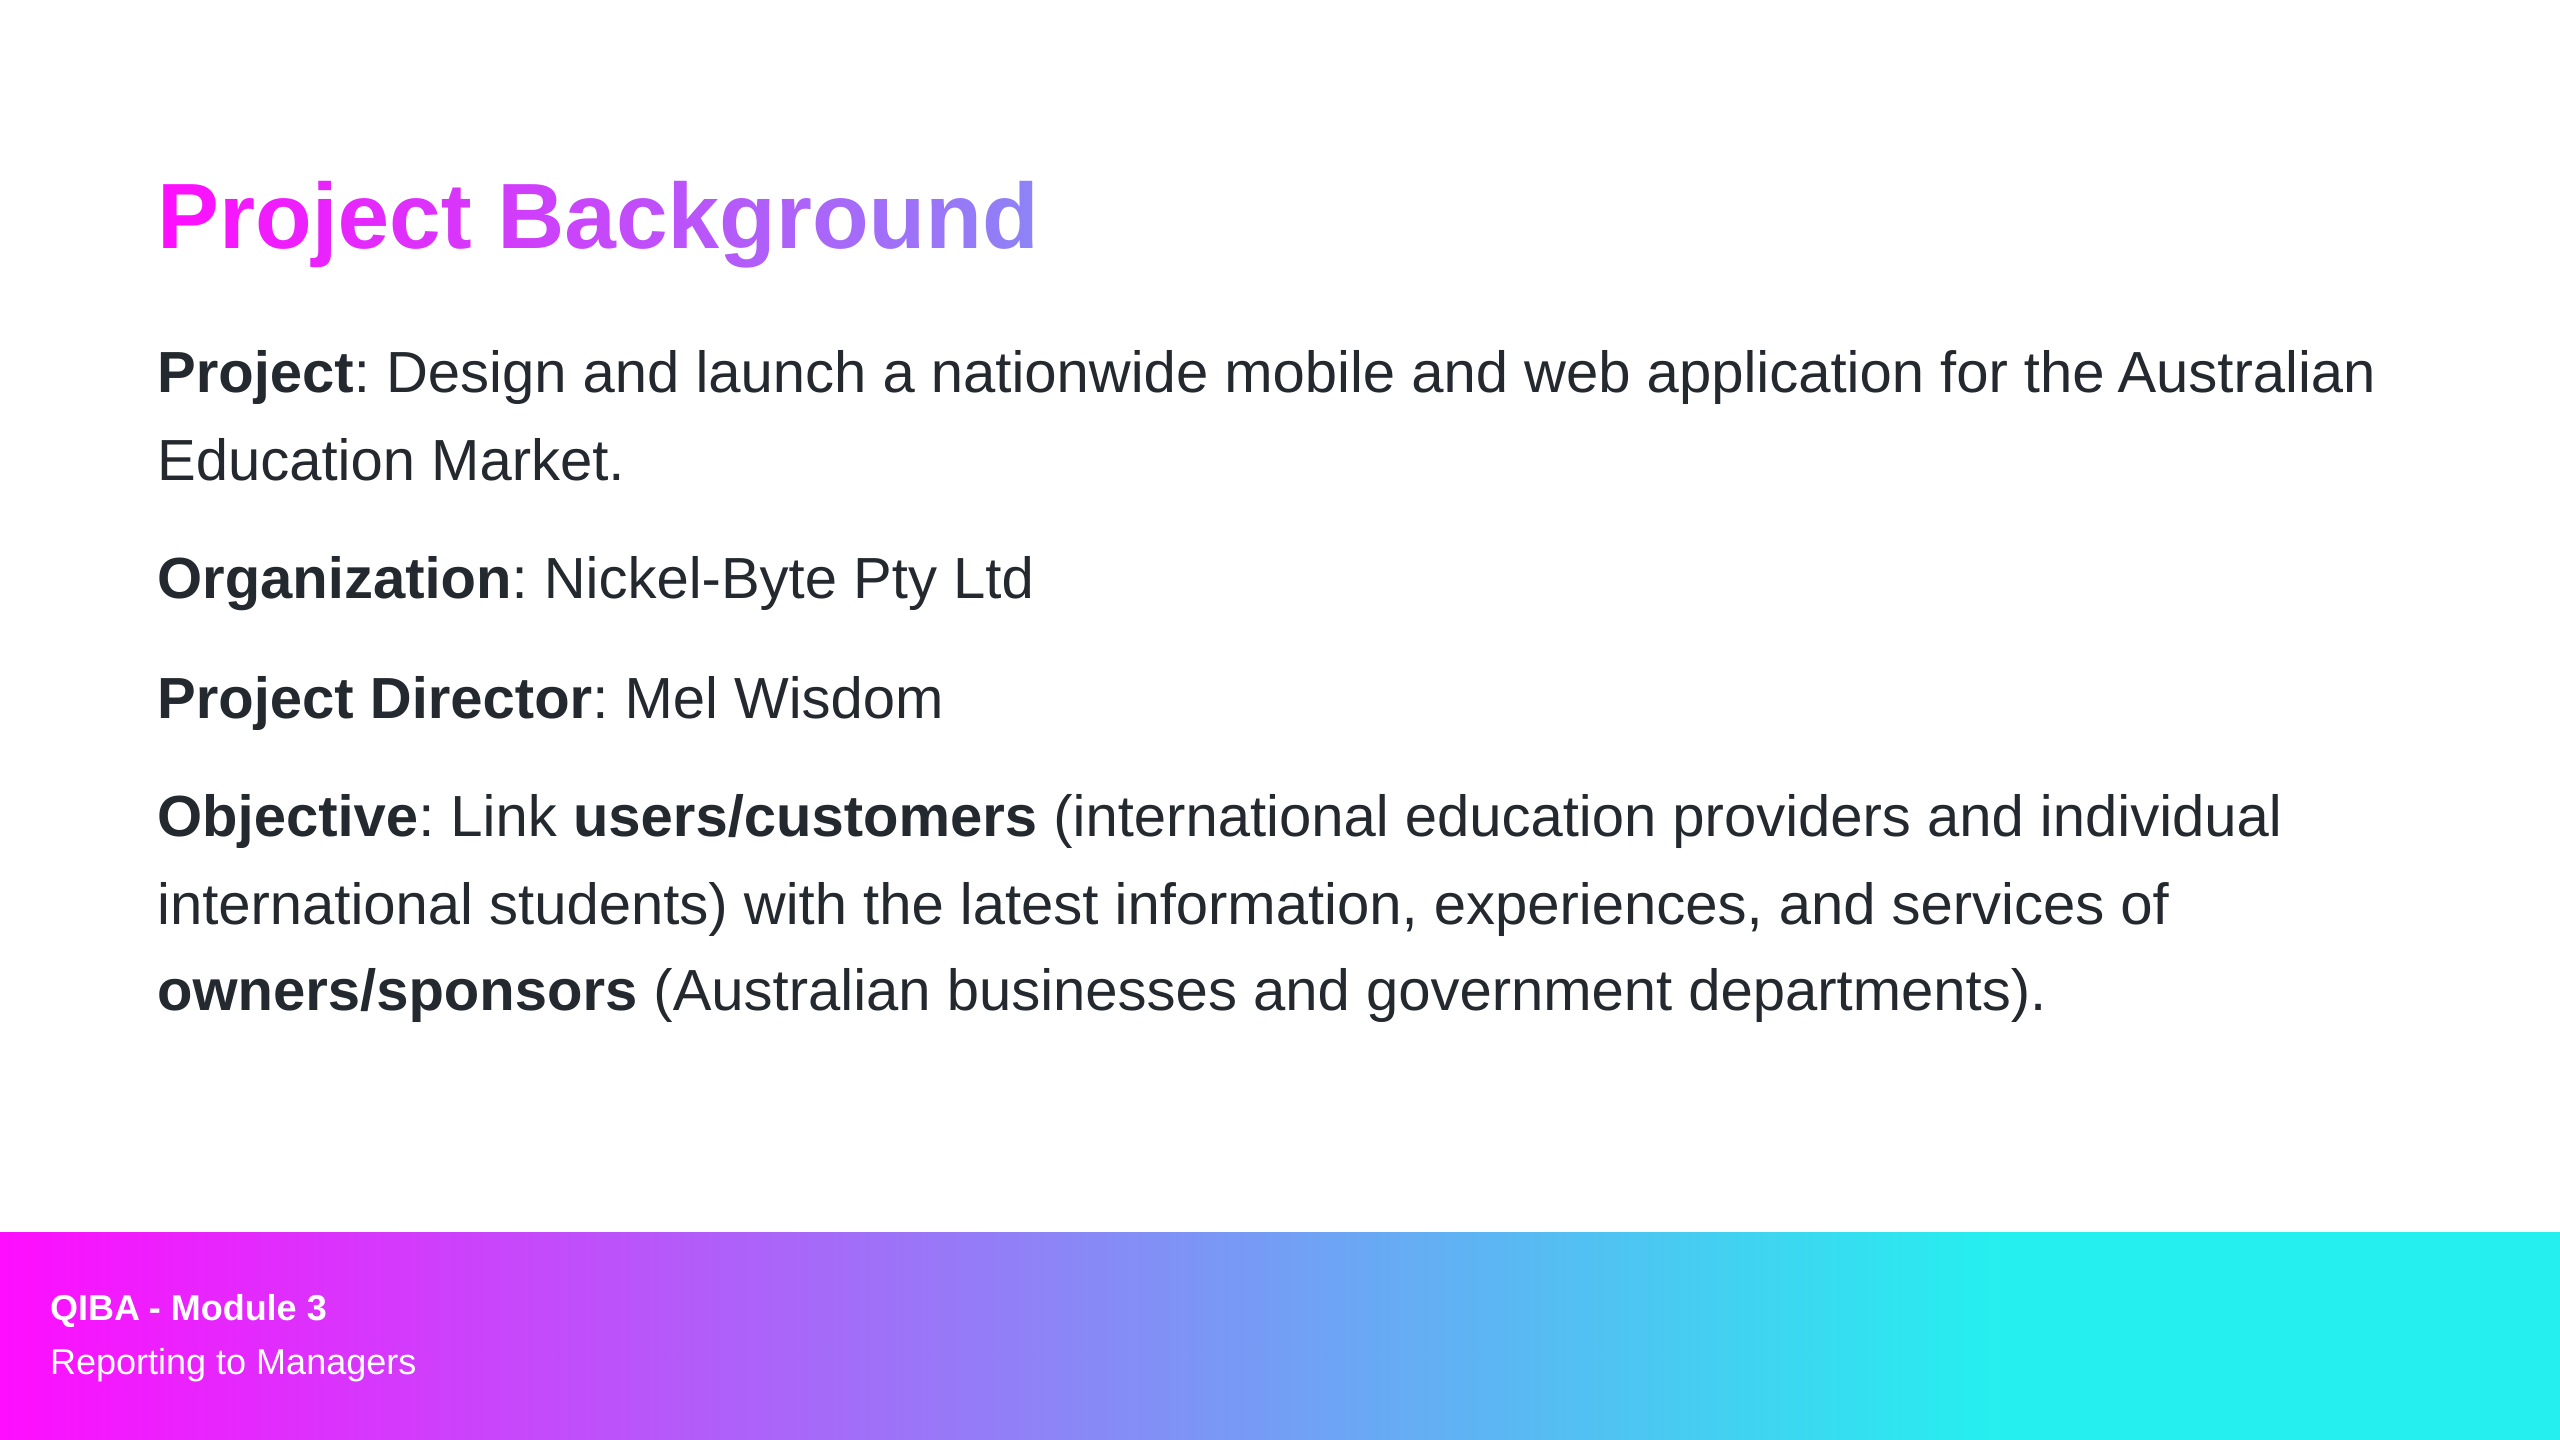 Project Background
Project: Design and launch a nationwide mobile and web application for the Australian
Education Market.
Organization: Nickel-Byte Pty Ltd
Project Director: Mel Wisdom
Objective: Link users/customers (international education providers and individual
international students) with the latest information, experiences, and services of
owners/sponsors (Australian businesses and government departments).
QIBA - Module 3
Reporting to Managers